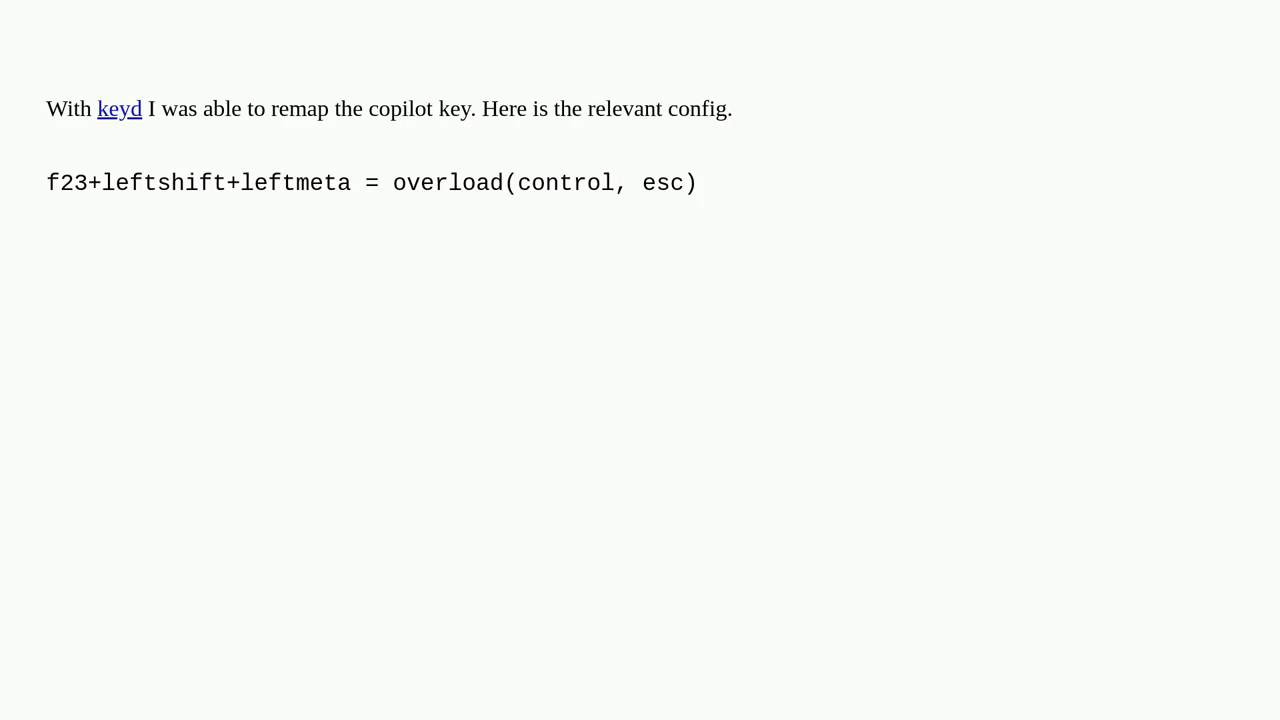 With keyd I was able to remap the copilot key. Here is the relevant config.
f23+leftshift+leftmeta = overload(control, esc)